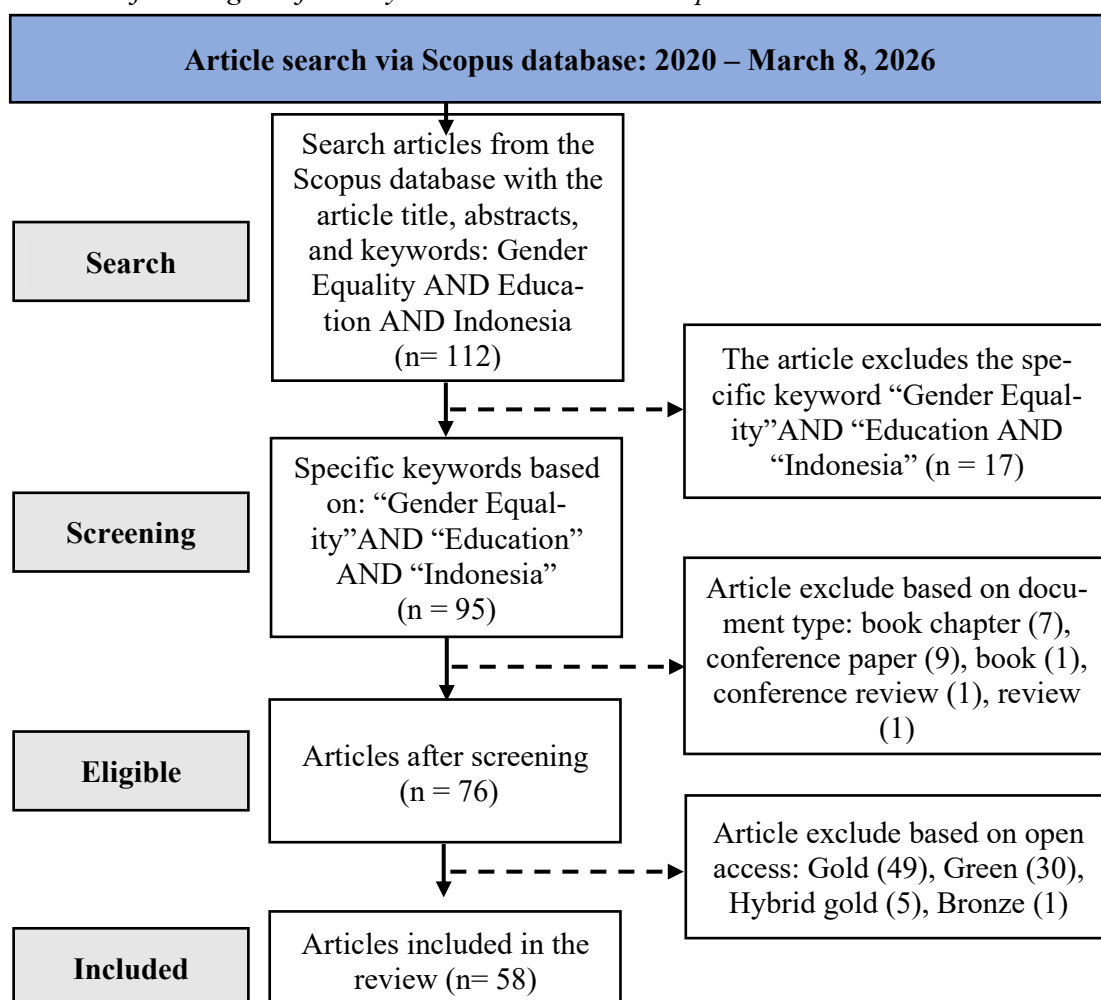 Article search via Scopus database: 2020 – March 8, 2026
Search articles from the
Scopus database with the
article title, abstracts,
and keywords: Gender
Equality AND Educa-
tion AND Indonesia
(n= 112)
Search
The article excludes the spe-
cific keyword “Gender Equal-
ity”AND “Education AND
“Indonesia” (n = 17)
Specific keywords based
on: “Gender Equal-
ity”AND “Education”
AND “Indonesia”
(n = 95)
Screening
Article exclude based on docu-
ment type: book chapter (7),
conference paper (9), book (1),
conference review (1), review
(1)
Articles after screening
(n = 76)
Eligible
Article exclude based on open
access: Gold (49), Green (30),
Hybrid gold (5), Bronze (1)
Articles included in the
review (n= 58)
Included